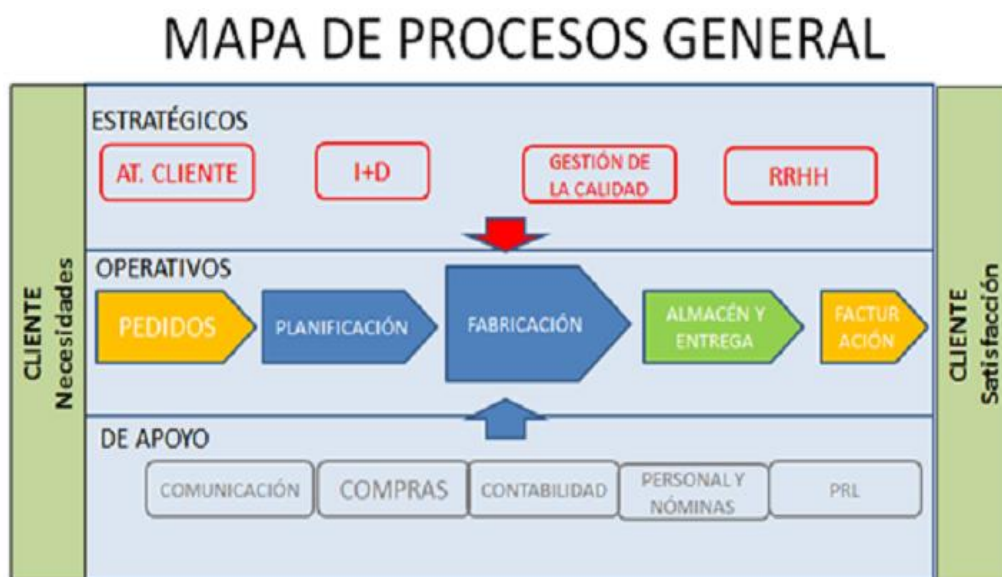 MAPA DE PROCESOS GENERAL
CLIENTE
Necesidades
ESTRATÉGICOS
AT. CLIENTE
I+D
GESTIÓN DE
LA CALIDAD
RRHH
OPERATIVOS
PEDIDOS
PLANIFICACIÓN
FABRICACIÓN
ALMACÉN Y
ENTREGA
FACTUR
ACIÓN
DE APOYO
COMUNICACIÓN
COMPRAS
CONTABILIDAD
PERSONAL Y
NÓMINAS
PRL
CLIENTE
Satisfacción